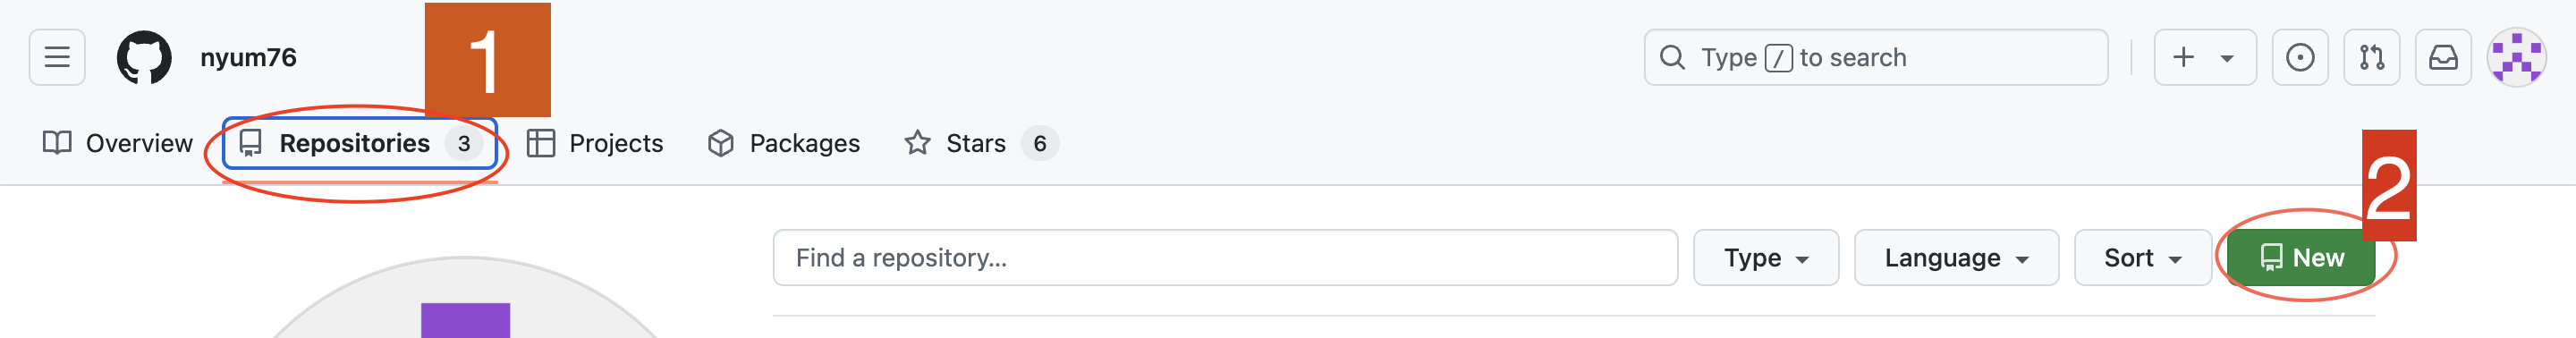 nyum76
1
Type / to search
Overview
Repositories 3
Projects
Packages
Stars 6
2
Find a repository...
Type
Language
Sort
New